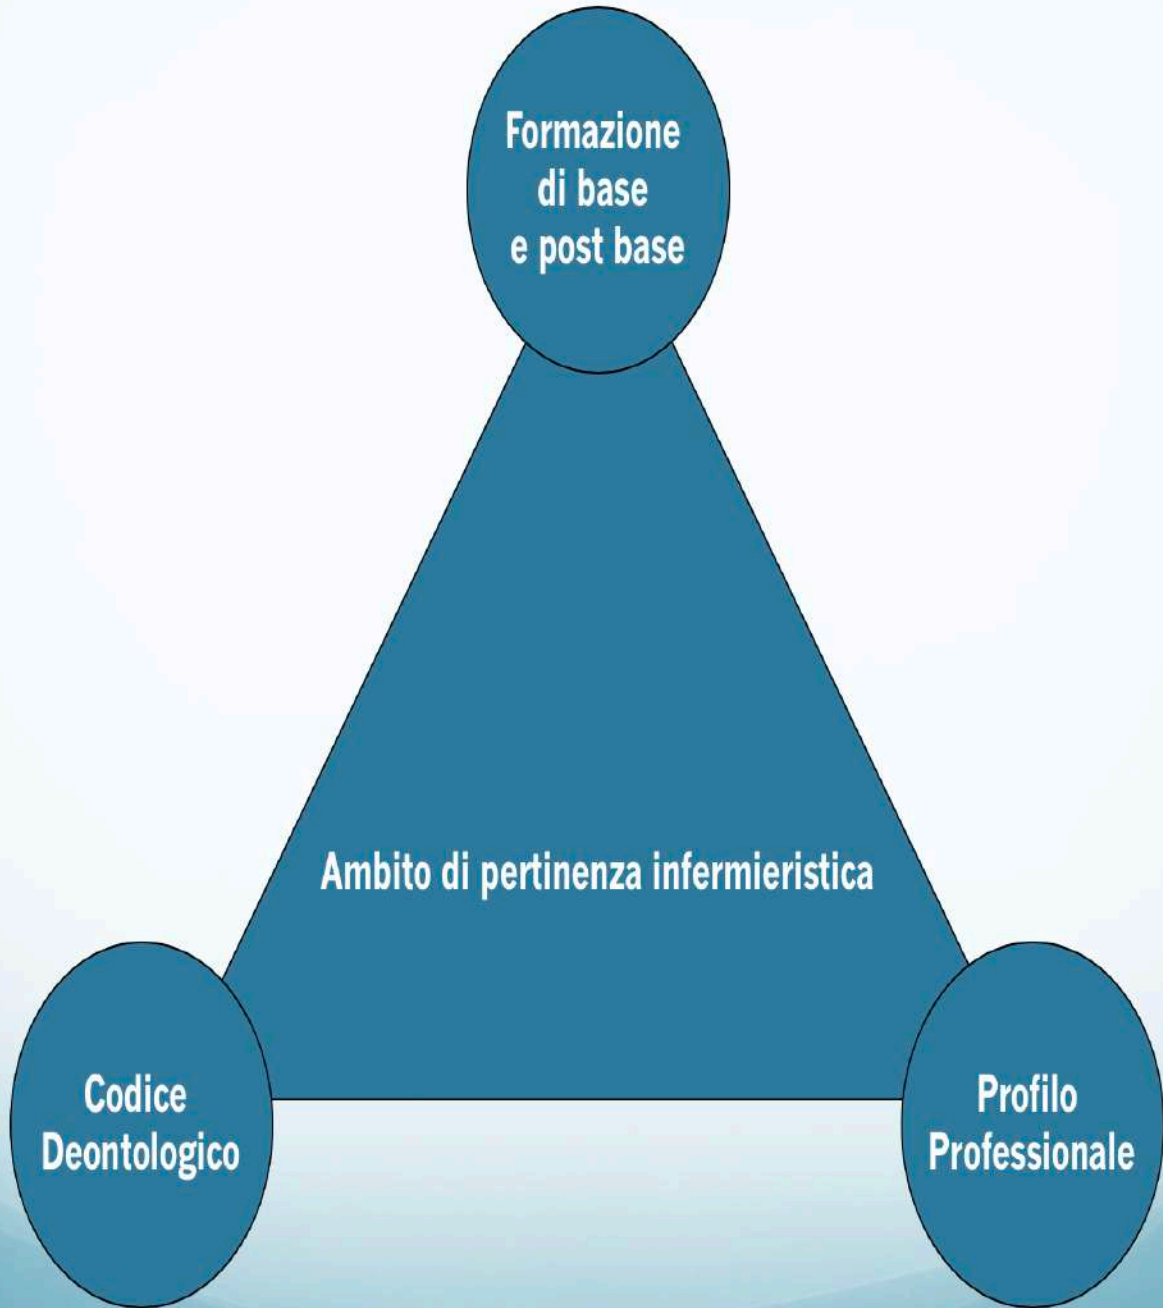 Formazione
di base
e post base
Ambito di pertinenza infermieristica
Codice
Deontologico
Profilo
Professionale